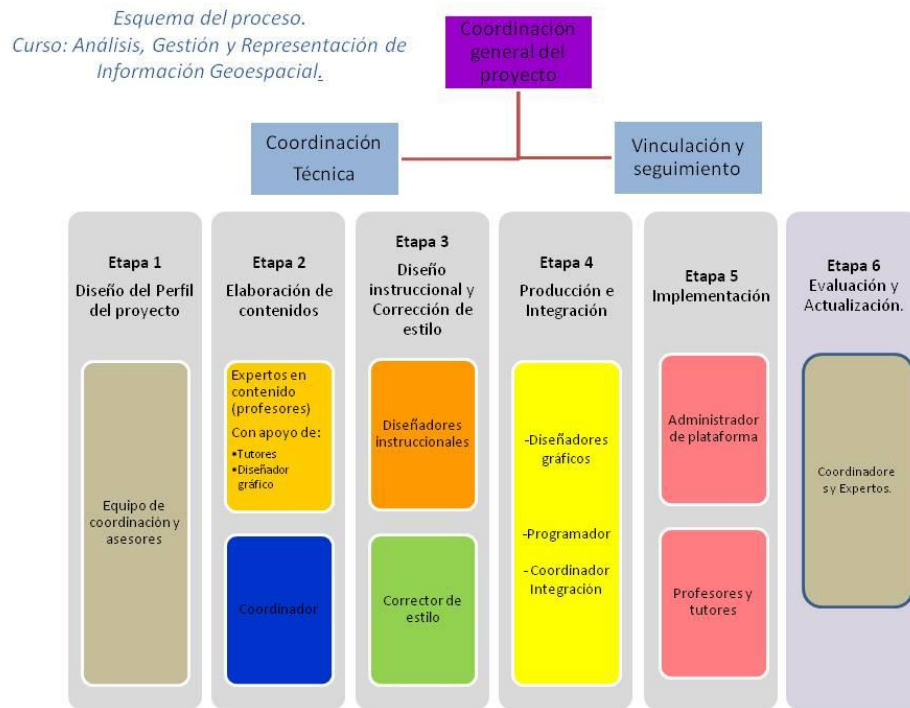 Esquema del proceso.
Curso: Análisis, Gestión y Representación de
Información Geoespacial.
Coordinación
general del
proyecto
Coordinación
Técnica
Vinculación y
seguimiento
Etapa 1
Diseño del Perfil
del proyecto
Equipo de
coordinación y
asesores
Etapa 2
Elaboración de
contenidos
Expertos en
contenido
(profesores)
Con apoyo de:
•Tutores
•Diseñador
gráfico
Coordinador
Etapa 3
Diseño
instruccional y
Corrección de
estilo
Diseñadores
instruccionales
Corrector de
estilo
Etapa 4
Producción e
Integración
-Diseñadores
gráficos
-Programador
- Coordinador
Integración
Etapa 5
Implementación
Administrador
de plataforma
Profesores y
tutores
Etapa 6
Evaluación y
Actualización.
Coordinadore
s y Expertos.